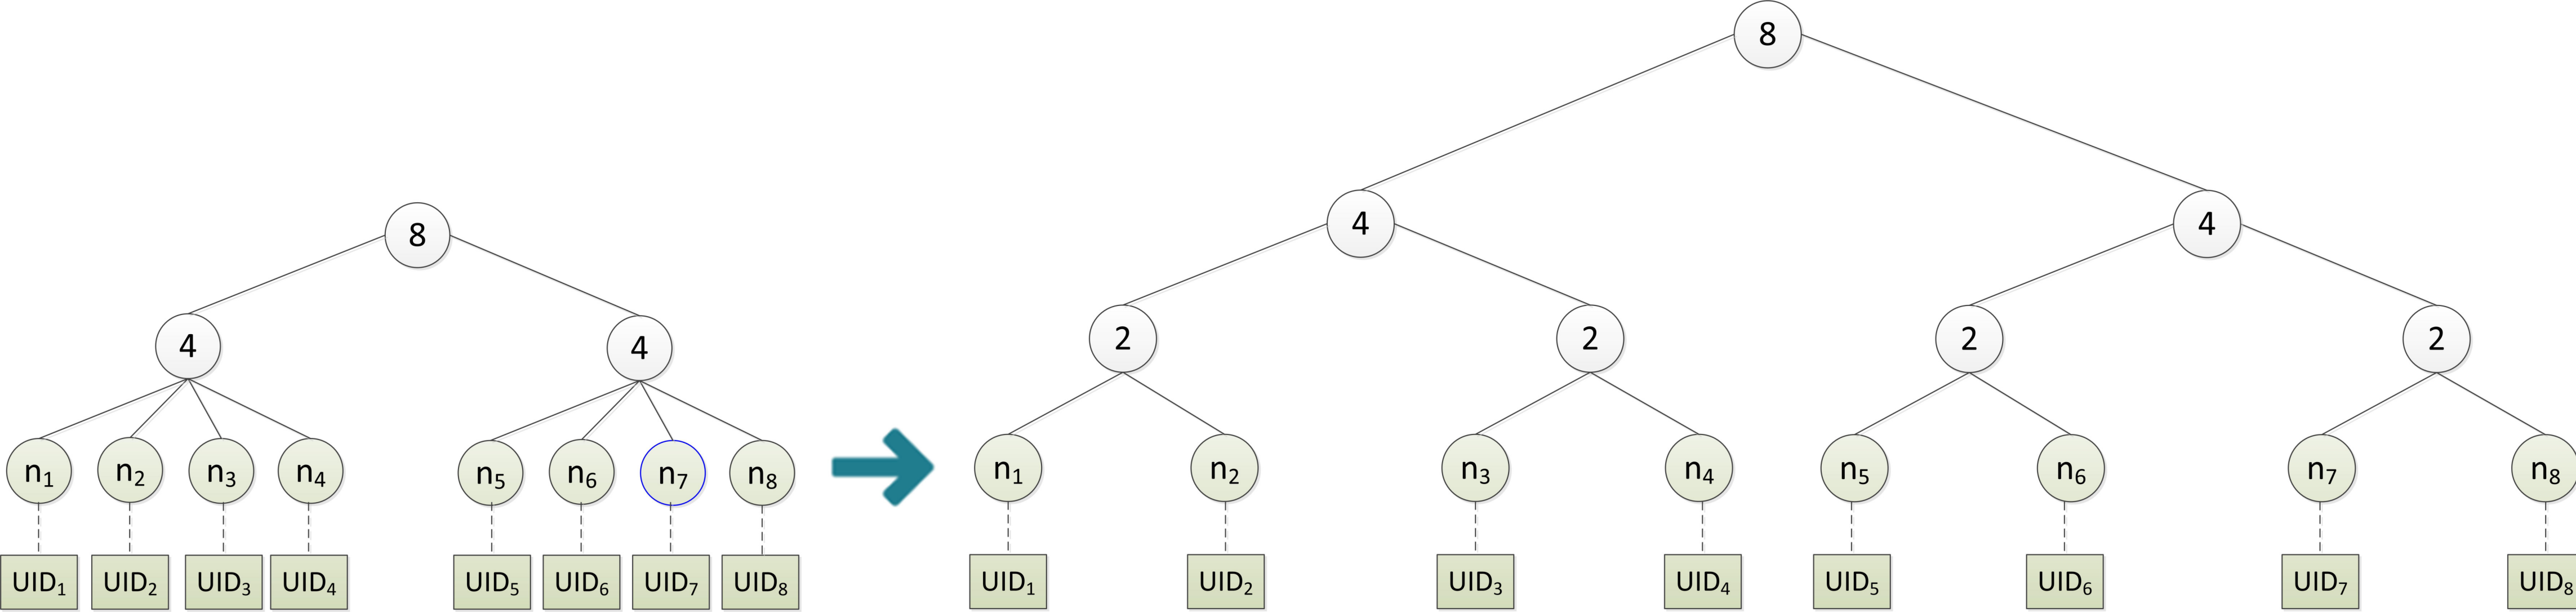 8
4 4
n1 n2 n3 n4 n5 n6 n7 n8
UID1 UID2 UID3 UID4 UID5 UID6 UID7 UID8
8
4 4
2 2 2 2
n1 n2 n3 n4 n5 n6 n7 n8
UID1 UID2 UID3 UID4 UID5 UID6 UID7 UID8